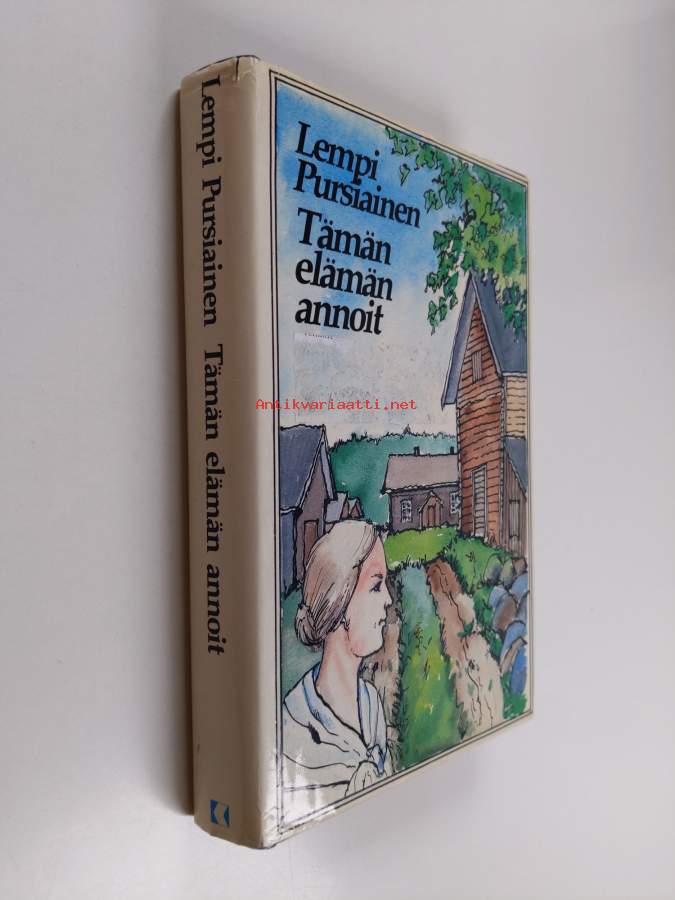 Lempi Pursiainen Tämän elämän annoit
Lempi
Pursiainen
Tämän
elämän
annoit
Antikvariaatti.net